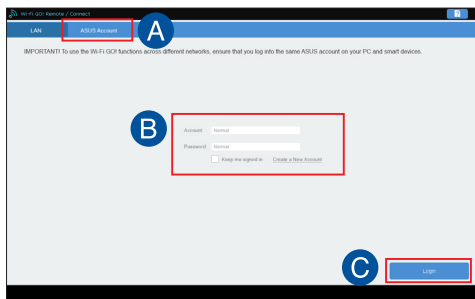 Wi-Fi GO! Remote / Connect
?
LAN
ASUS Account
A
IMPORTANT! To use the Wi-Fi GO! functions across different networks, ensure that you log into the same ASUS account on your PC and smart devices.
B
Account: Normal
Password: Normal
Keep me signed in Create a New Account
C
Login